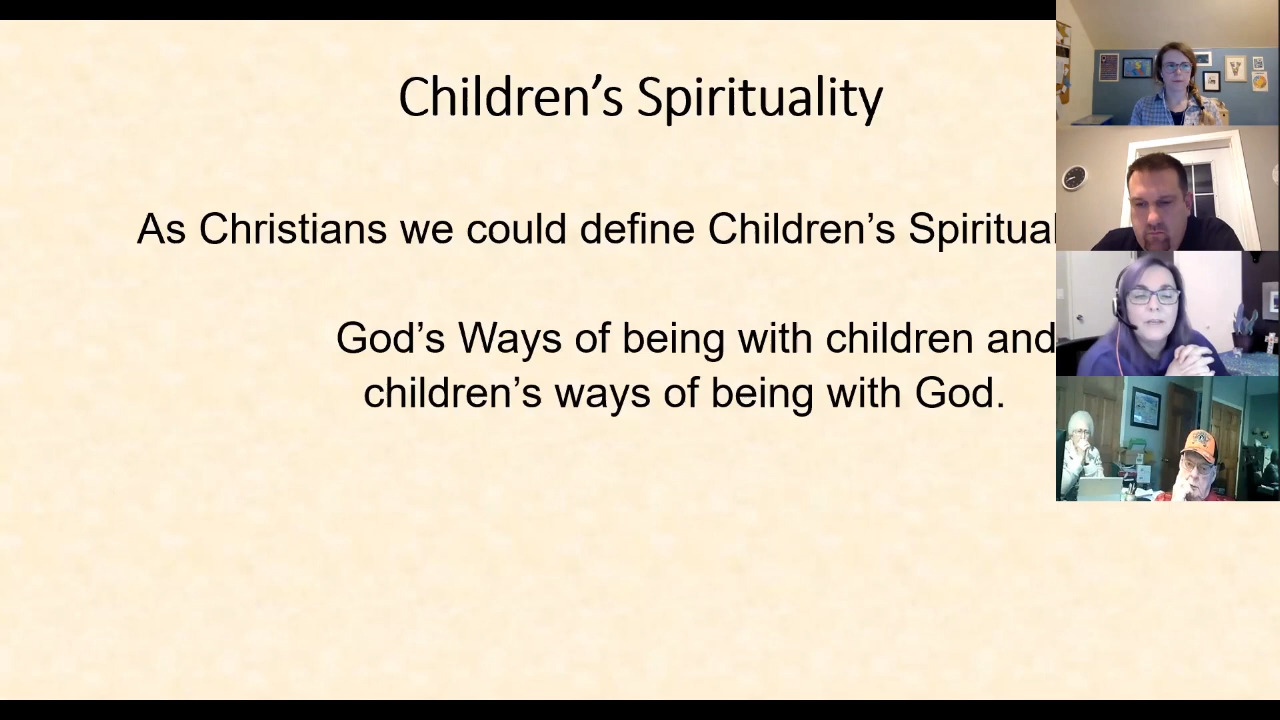 Children’s Spirituality
As Christians we could define Children’s
God’s Ways of being with children and
children’s ways of being with God.